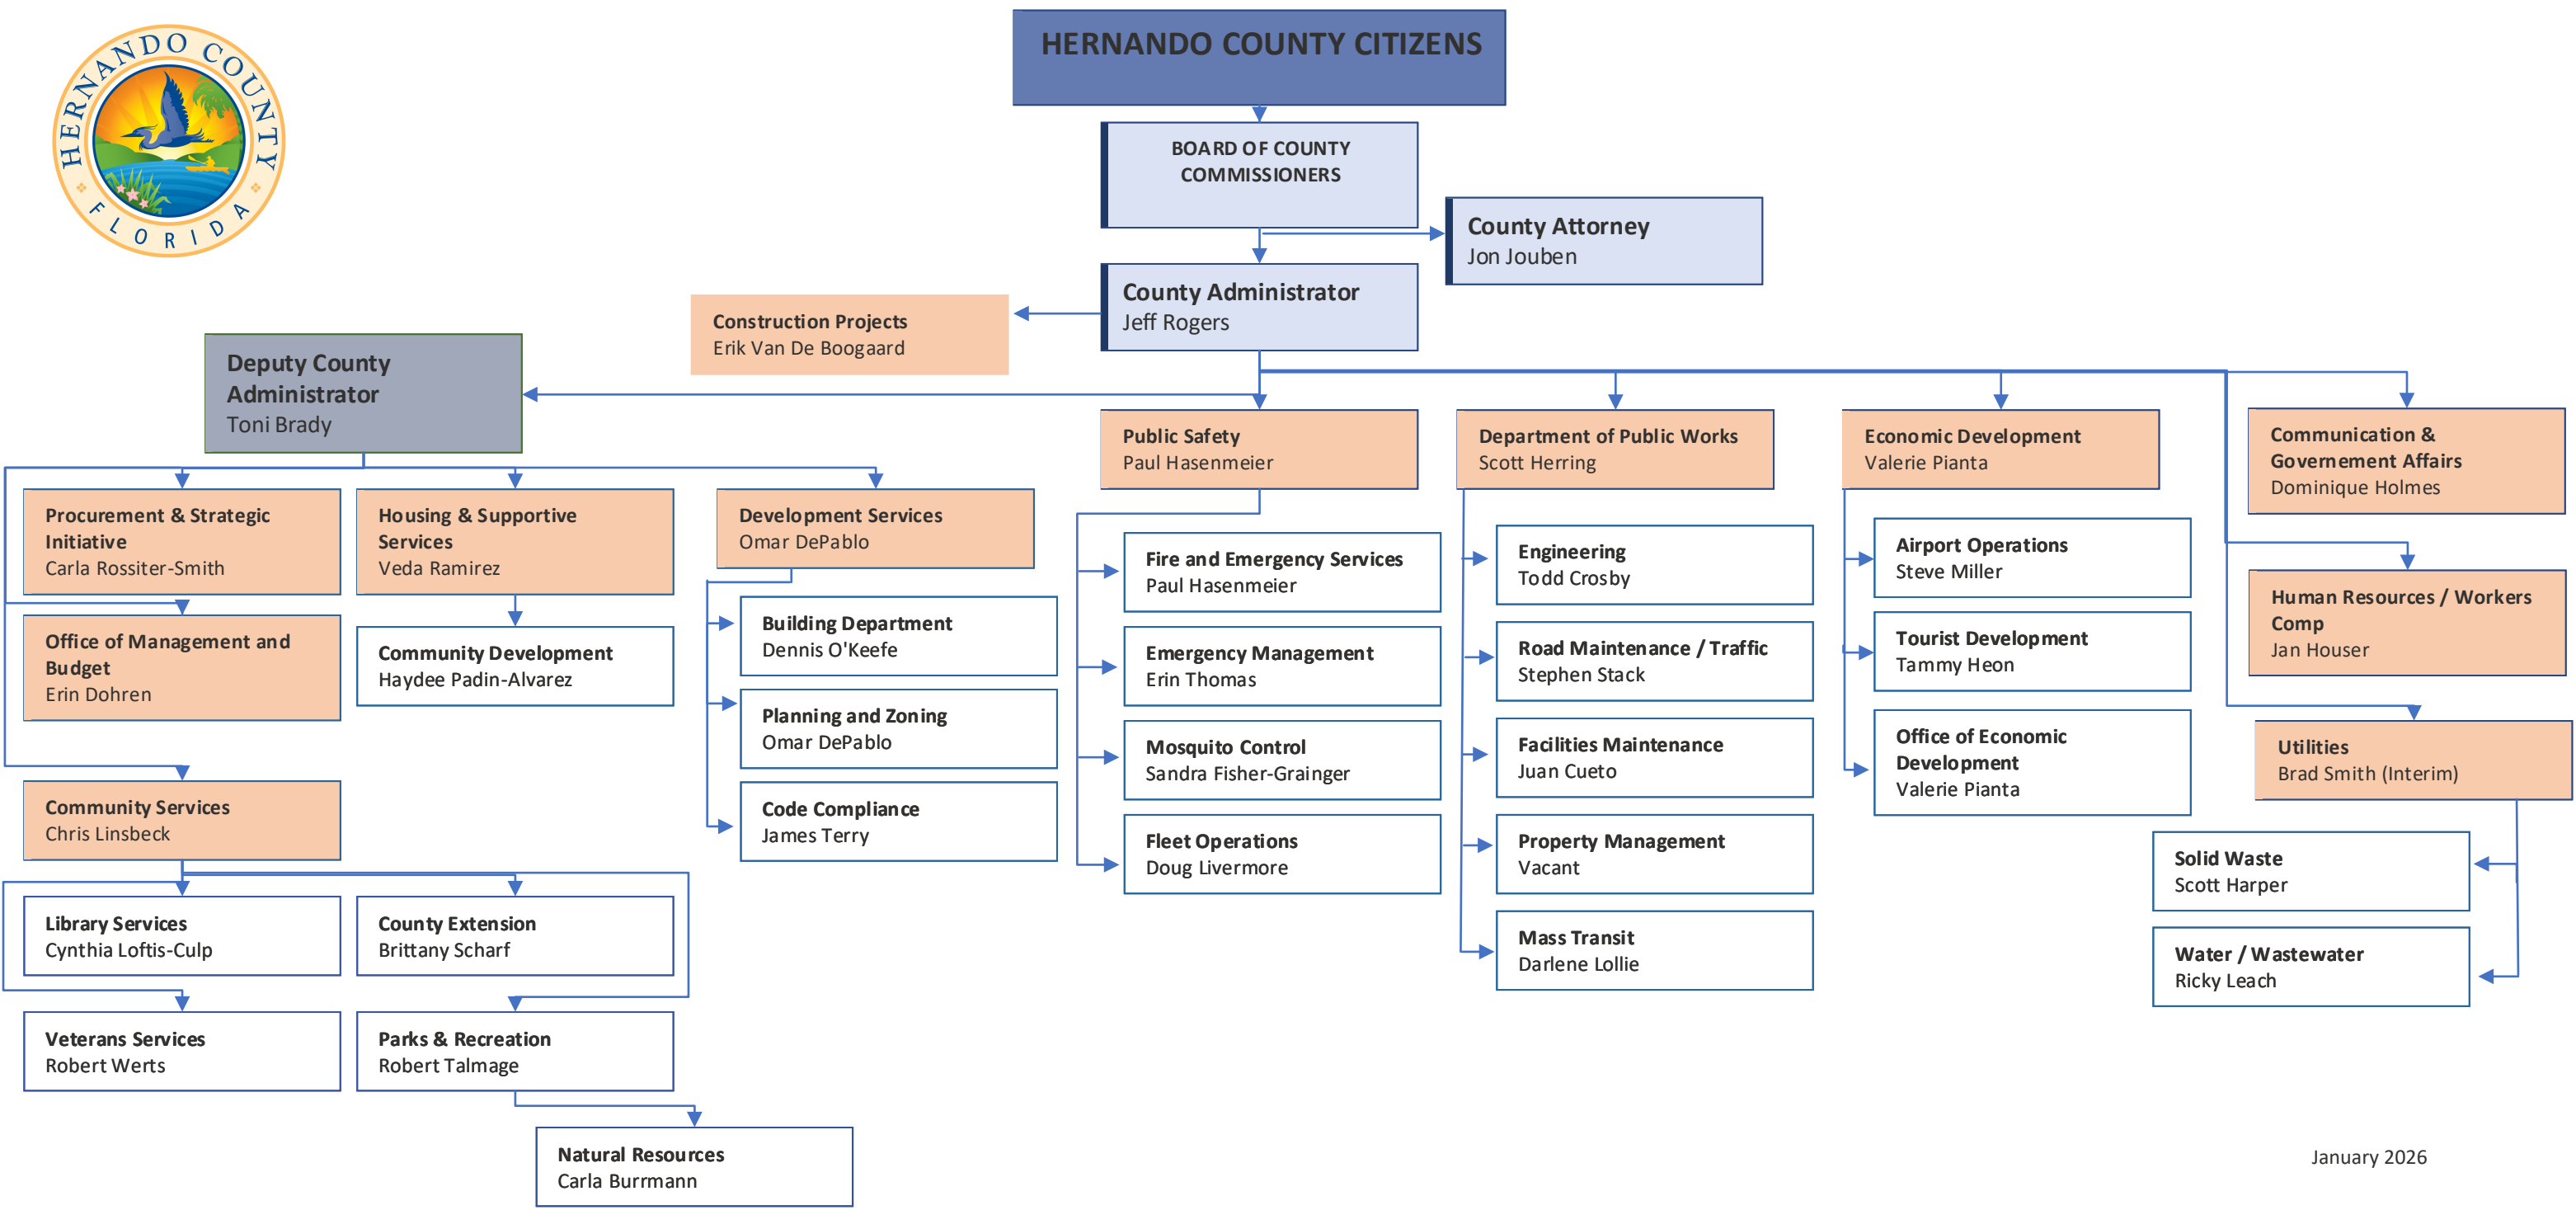 HERNANDO COUNTY
FLORIDA
HERNANDO COUNTY CITIZENS
BOARD OF COUNTY
COMMISSIONERS
County Attorney
Jon Jouben
County Administrator
Jeff Rogers
Construction Projects
Erik Van De Boogaard
Deputy County
Administrator
Toni Brady
Public Safety
Paul Hasenmeier
Department of Public Works
Scott Herring
Economic Development
Valerie Pianta
Communication &
Governement Affairs
Dominique Holmes
Procurement & Strategic
Initiative
Carla Rossiter-Smith
Housing & Supportive
Services
Veda Ramirez
Development Services
Omar DePablo
Office of Management and
Budget
Erin Dohren
Community Development
Haydee Padin-Alvarez
Building Department
Dennis O'Keefe
Planning and Zoning
Omar DePablo
Code Compliance
James Terry
Fire and Emergency Services
Paul Hasenmeier
Emergency Management
Erin Thomas
Mosquito Control
Sandra Fisher-Grainger
Fleet Operations
Doug Livermore
Engineering
Todd Crosby
Road Maintenance / Traffic
Stephen Stack
Facilities Maintenance
Juan Cueto
Property Management
Vacant
Mass Transit
Darlene Lollie
Airport Operations
Steve Miller
Tourist Development
Tammy Heon
Office of Economic
Development
Valerie Pianta
Human Resources / Workers
Comp
Jan Houser
Utilities
Brad Smith (Interim)
Solid Waste
Scott Harper
Water / Wastewater
Ricky Leach
Community Services
Chris Linsbeck
Library Services
Cynthia Loftis-Culp
County Extension
Brittany Scharf
Veterans Services
Robert Werts
Parks & Recreation
Robert Talmage
Natural Resources
Carla Burrmann
January 2026